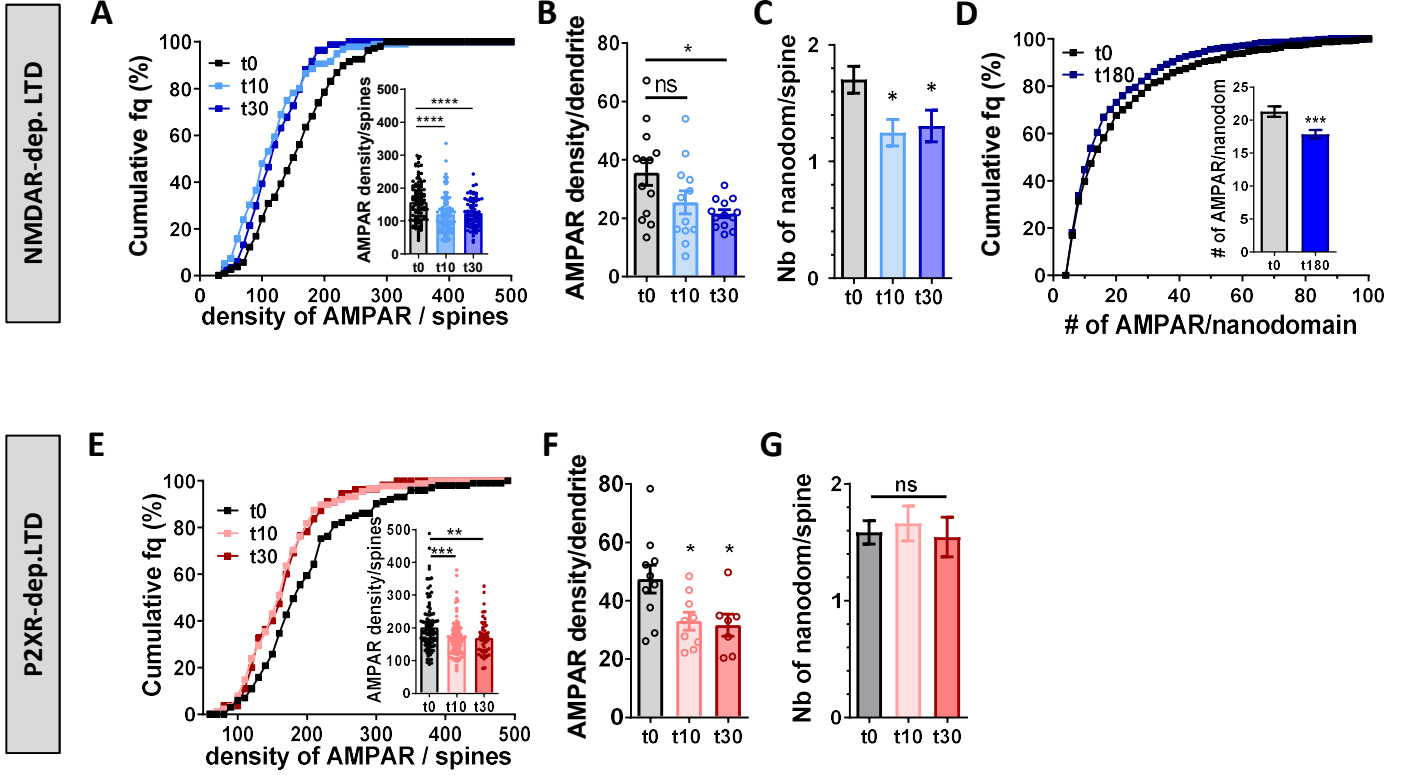 NMDAR-dep. LTD
A
Cumulative fq (%)
100
80
60
40
20
0
t0
t10
t30
0 100 200 300 400 500
density of AMPAR / spines
AMPAR density/spines
500
400
300
200
100
0
****
****
t0 t10 t30
B
AMPAR density/dendrite
80
60
40
20
0
*
ns
t0 t10 t30
C
Nb of nanodom/spine
2
1
0
* *
t0 t10 t30
D
Cumulative fq (%)
100
80
60
40
20
0
t0
t180
0 20 40 60 80 100
# of AMPAR/nanodomain
# of AMPAR/nanodom
25
20
15
10
5
0
***
t0 t180
P2XR-dep.LTD
E
Cumulative fq (%)
100
80
60
40
20
0
t0
t10
t30
100 200 300 400 500
density of AMPAR / spines
AMPAR density/spines
500
400
300
200
100
0
**
***
t0 t10 t30
F
AMPAR density/dendrite
80
60
40
20
0
* *
t0 t10 t30
G
Nb of nanodom/spine
2
1
0
ns
t0 t10 t30